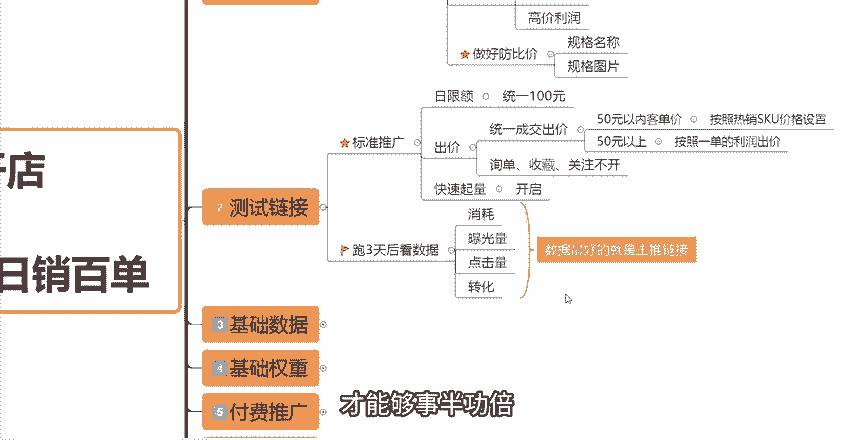 高价利润
做好防比价
规格名称
规格图片
开店
日销百单
2 测试链接
标准推广
日限额
统一100元
出价
统一成交出价
50元以内客单价
按照热销SKU价格设置
50元以上
按照一单的利润出价
询单、收藏、关注不开
快速起量
开启
跑3天后看数据
消耗
曝光量
点击量
转化
数据最好的就是主推链接
3 基础数据
4 基础权重
5 付费推广
才能够事半功倍